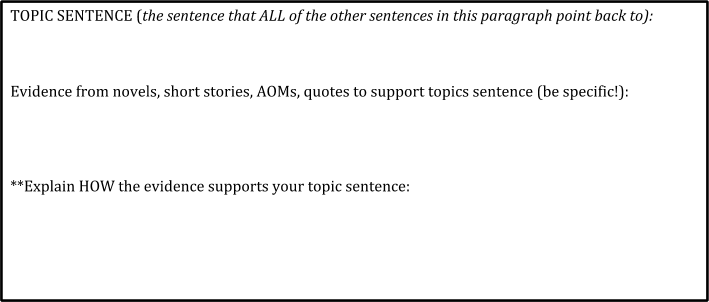 TOPIC SENTENCE (the sentence that ALL of the other sentences in this paragraph point back to):
Evidence from novels, short stories, AOMs, quotes to support topics sentence (be specific!):
**Explain HOW the evidence supports your topic sentence: